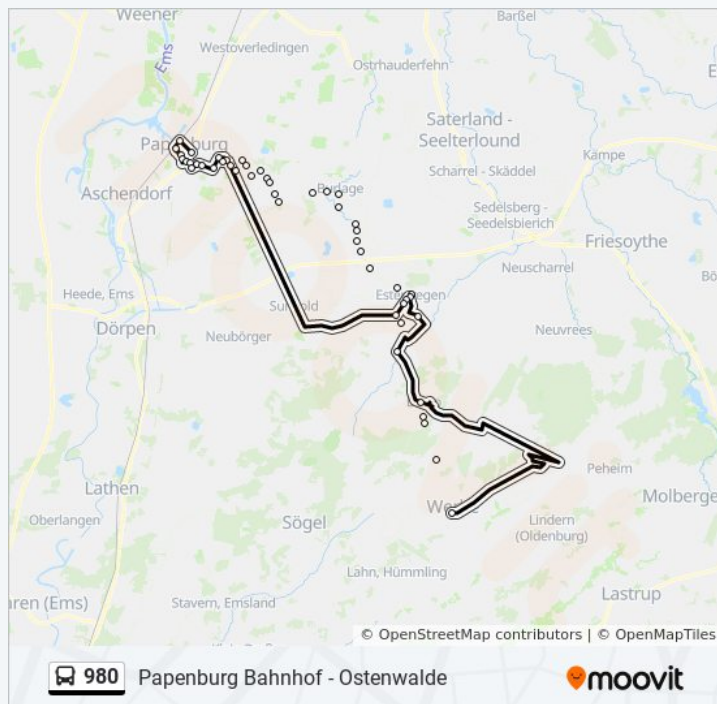 Weener
Barßel
Ems
Westoverledingen
Ostrhauderfehn
Saterland -
Seelterlound
Papenburg
Kampe
Scharrel - Skäddel
Aschendorf
Sedelsberg -
Seedelsbierich
Friesoythe
Neuscharrel
Heede, Ems
Dörpen
Neubörger
Neuvrees
Lathen
Peheim
Molberge
Oberlangen
Sögel
Lindern
(Oldenburg)
Lahn, Hümmling
aren (Ems)
Stavern, Emsland
Lastrup
© OpenStreetMap contributors | © OpenMapTiles
980 Papenburg Bahnhof - Ostenwalde
moovit